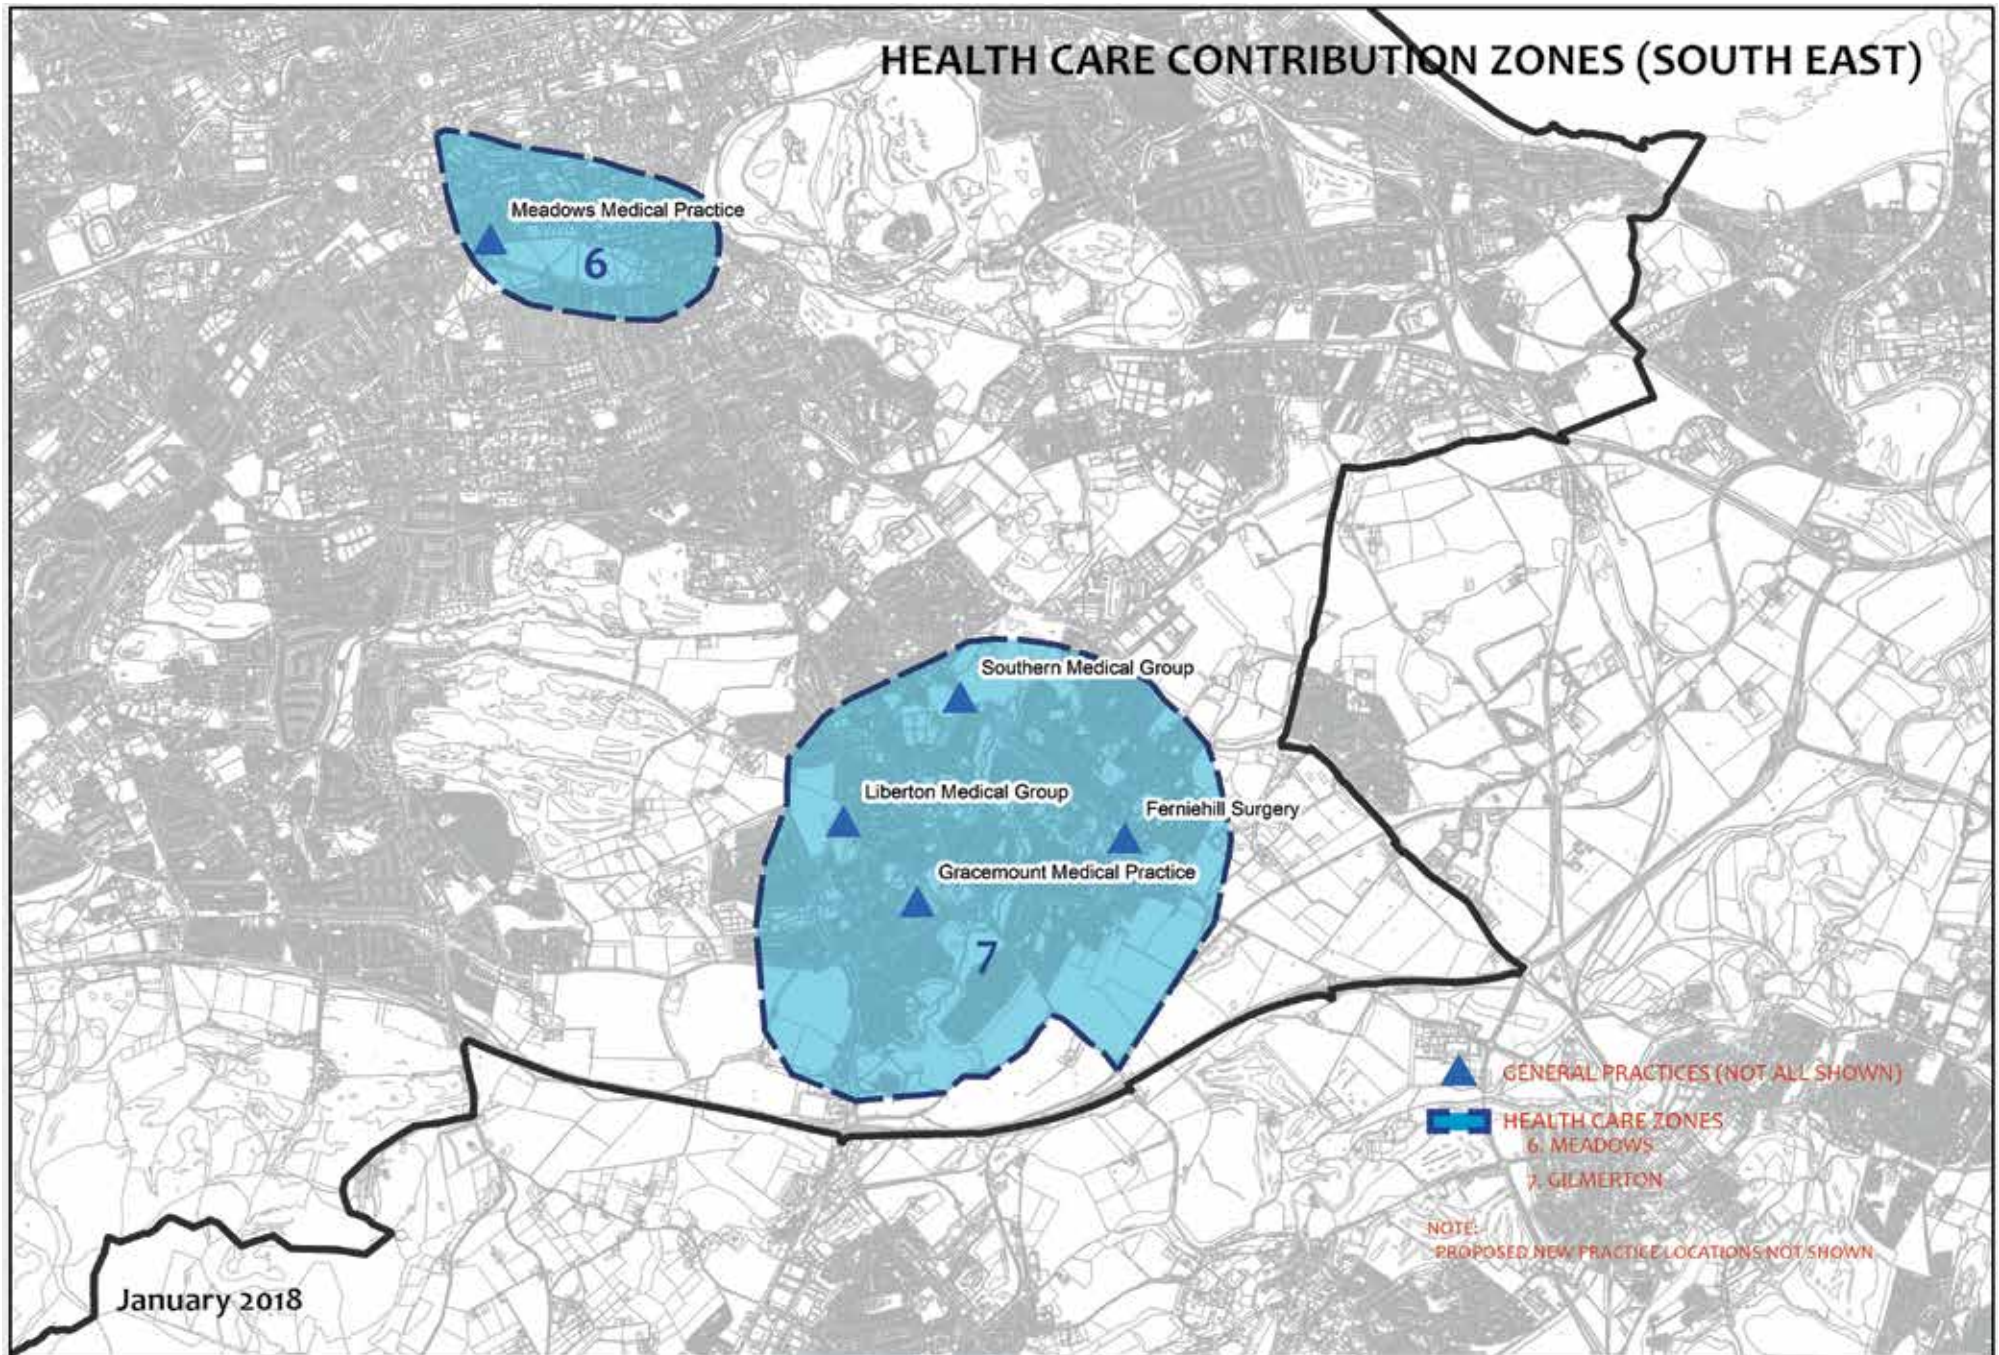 HEALTH CARE CONTRIBUTION ZONES (SOUTH EAST)
Meadows Medical Practice
6
Southern Medical Group
Liberton Medical Group
Ferniehill Surgery
Gracemount Medical Practice
7
GENERAL PRACTICES (NOT ALL SHOWN)
HEALTH CARE ZONES
6. MEADOWS
7. GILMERTON
NOTE:
PROPOSED NEW PRACTICE LOCATIONS NOT SHOWN
January 2018